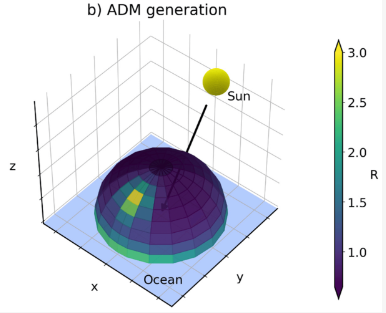 b) ADM generation
Sun
3.0
2.5
2.0
R
1.5
1.0
z
x
y
Ocean